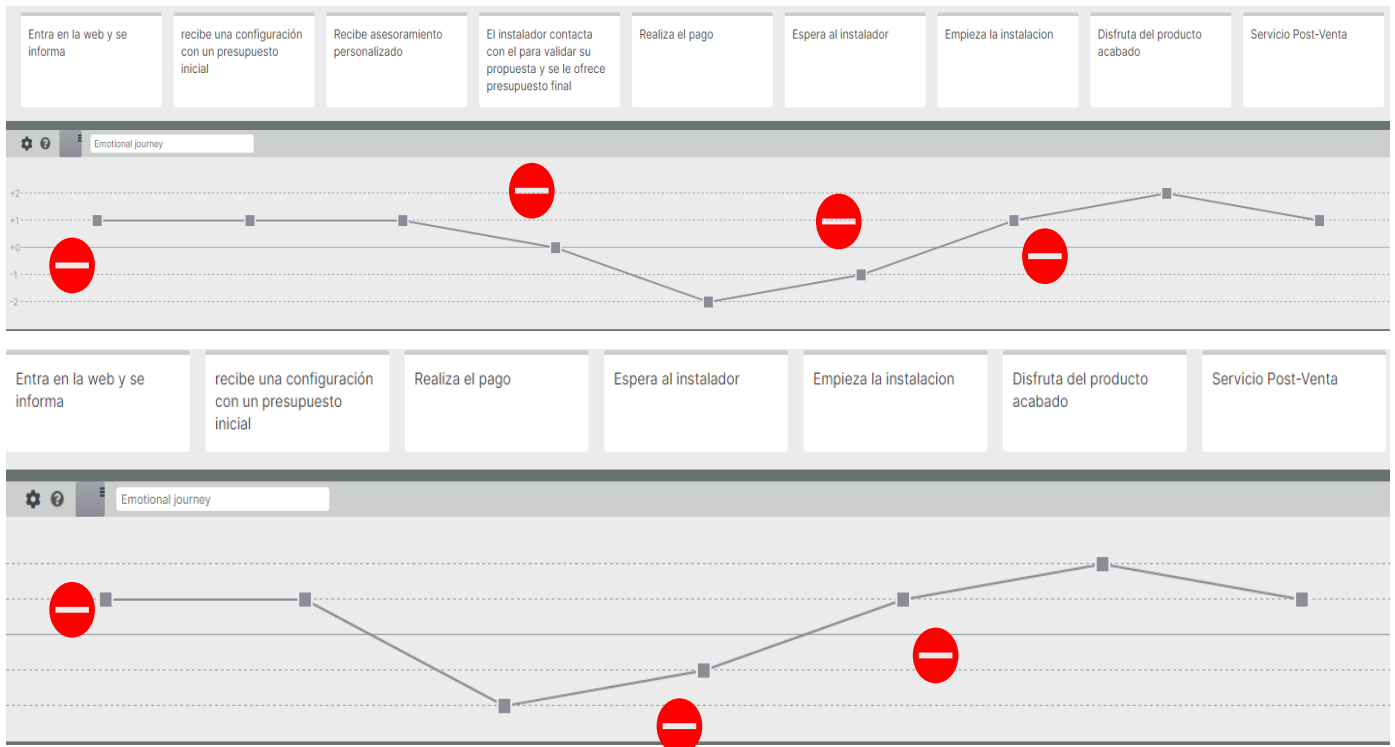 Entra en la web y se
informa
recibe una configuración
con un presupuesto
inicial
Recibe asesoramiento
personalizado
El instalador contacta
con el para validar su
propuesta y se le ofrece
presupuesto final
Realiza el pago
Espera al instalador
Empieza la instalacion
Disfruta del producto
acabado
Servicio Post-Venta
Emotional journey
+2
+1
+0
-1
-2
Entra en la web y se
informa
recibe una configuración
con un presupuesto
inicial
Realiza el pago
Espera al instalador
Empieza la instalacion
Disfruta del producto
acabado
Servicio Post-Venta
Emotional journey